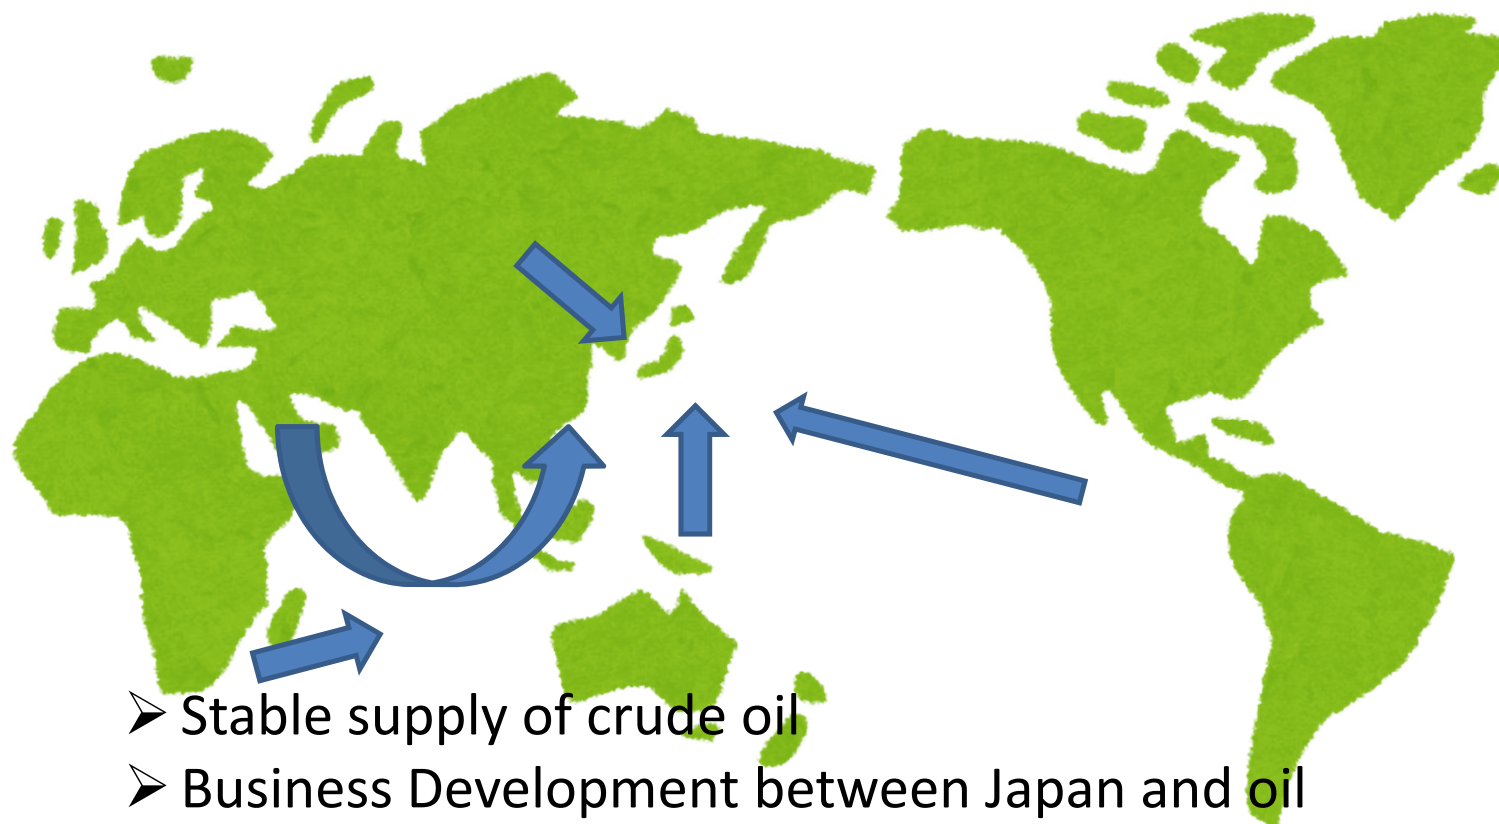 ➢ Stable supply of crude oil
➢ Business Development between Japan and oil